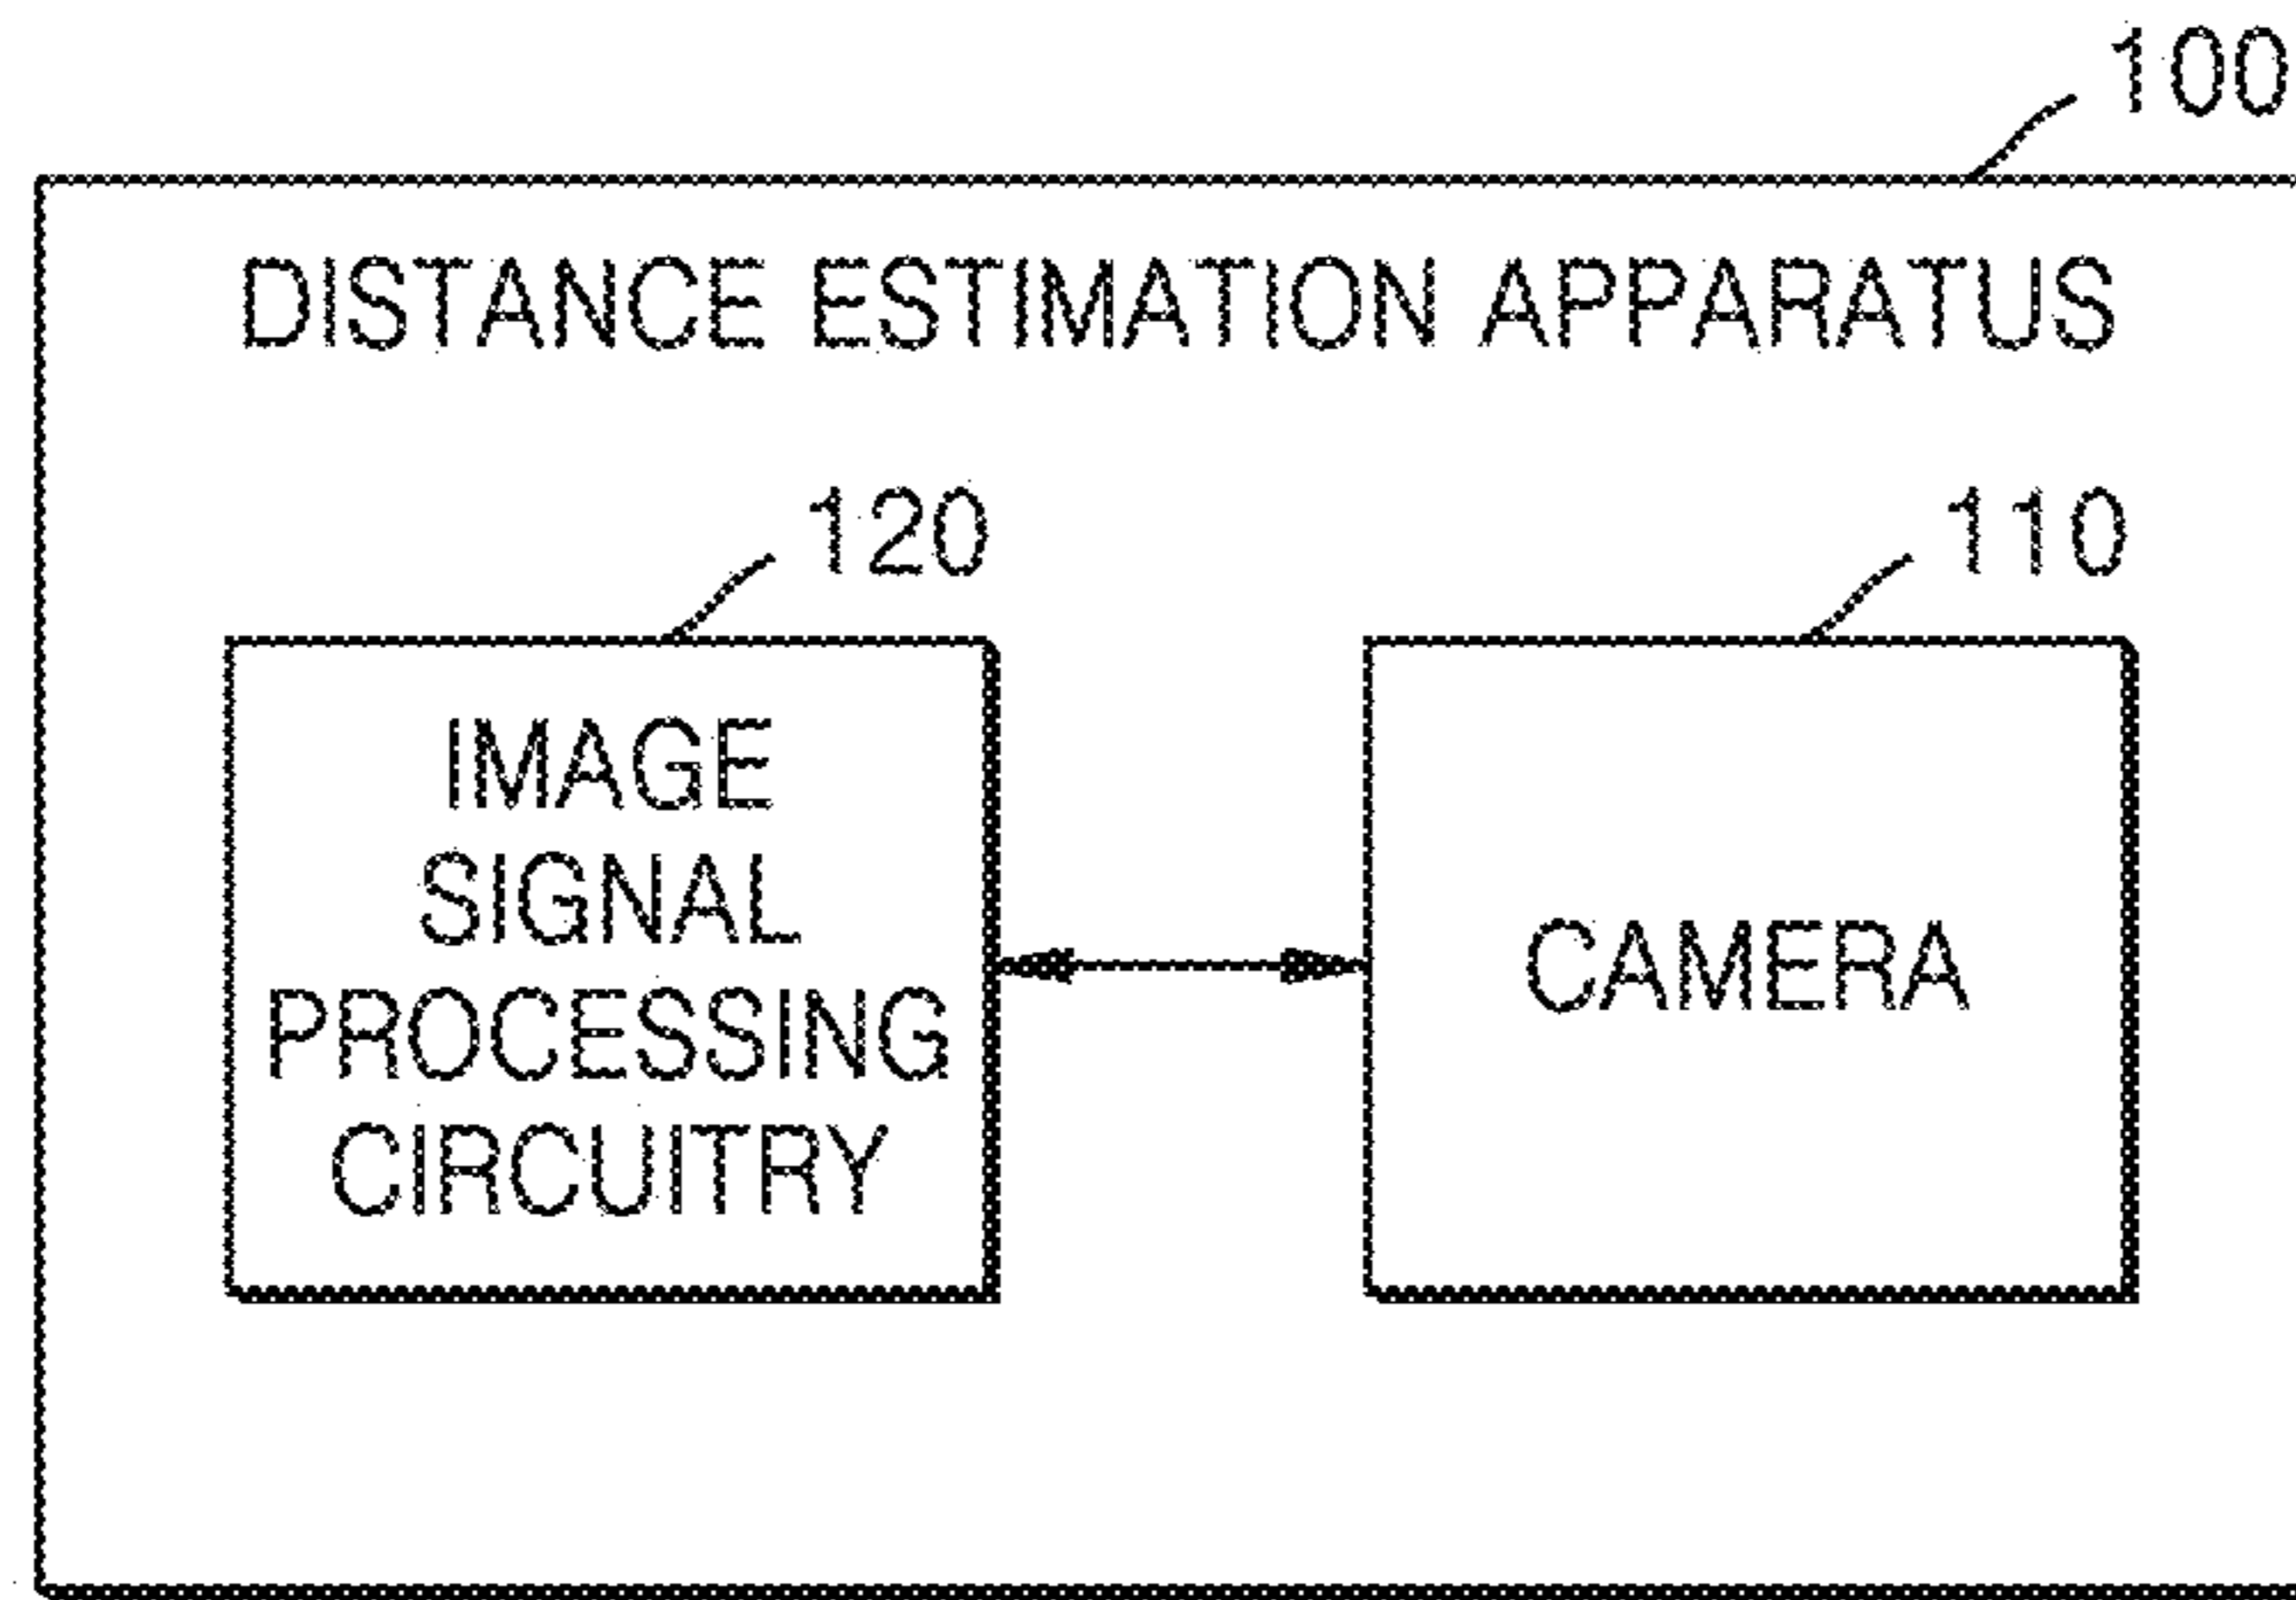 100
DISTANCE ESTIMATION APPARATUS
120
110
IMAGE
SIGNAL
PROCESSING
CIRCUITRY
CAMERA